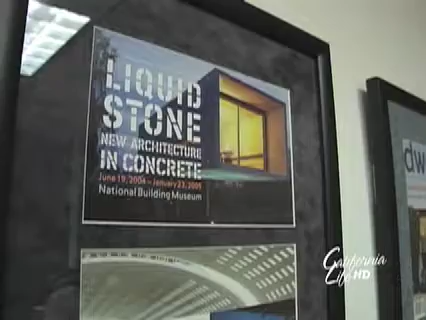 LIQUID
STONE
NEW ARCHITECTURE
IN CONCRETE
June 19, 2004 – January 23, 2005
National Building Museum
dw
California
Life HD